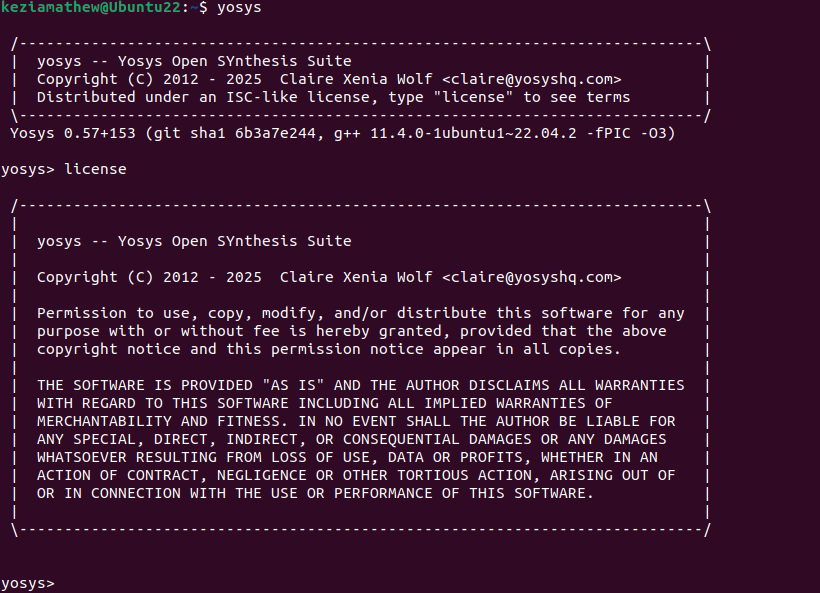 keziamathew@Ubuntu22:~$ yosys
/----------------------------------------------------------------------------\
| yosys -- Yosys Open SYnthesis Suite |
| Copyright (C) 2012 - 2025 Claire Xenia Wolf <claire@yosyshq.com> |
| Distributed under an ISC-like license, type "license" to see terms |
\----------------------------------------------------------------------------/
Yosys 0.57+153 (git sha1 6b3a7e244, g++ 11.4.0-1ubuntu1~22.04.2 -fPIC -O3)
yosys> license
/----------------------------------------------------------------------------\
| |
| yosys -- Yosys Open SYnthesis Suite |
| |
| Copyright (C) 2012 - 2025 Claire Xenia Wolf <claire@yosyshq.com> |
| |
| Permission to use, copy, modify, and/or distribute this software for any |
| purpose with or without fee is hereby granted, provided that the above |
| copyright notice and this permission notice appear in all copies. |
| |
| THE SOFTWARE IS PROVIDED "AS IS" AND THE AUTHOR DISCLAIMS ALL WARRANTIES |
| WITH REGARD TO THIS SOFTWARE INCLUDING ALL IMPLIED WARRANTIES OF |
| MERCHANTABILITY AND FITNESS. IN NO EVENT SHALL THE AUTHOR BE LIABLE FOR |
| ANY SPECIAL, DIRECT, INDIRECT, OR CONSEQUENTIAL DAMAGES OR ANY DAMAGES |
| WHATSOEVER RESULTING FROM LOSS OF USE, DATA OR PROFITS, WHETHER IN AN |
| ACTION OF CONTRACT, NEGLIGENCE OR OTHER TORTIOUS ACTION, ARISING OUT OF |
| OR IN CONNECTION WITH THE USE OR PERFORMANCE OF THIS SOFTWARE. |
| |
\----------------------------------------------------------------------------/
yosys>